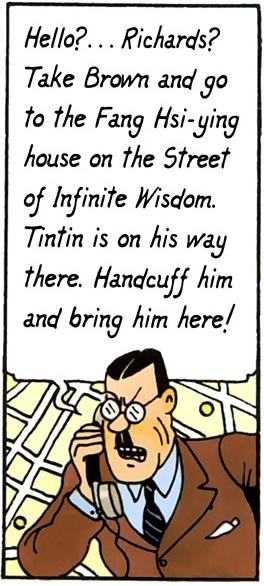 Hello?... Richards?
Take Brown and go
to the Fang Hsi-ying
house on the Street
of Infinite Wisdom.
Tintin is on his way
there. Handcuff him
and bring him here!